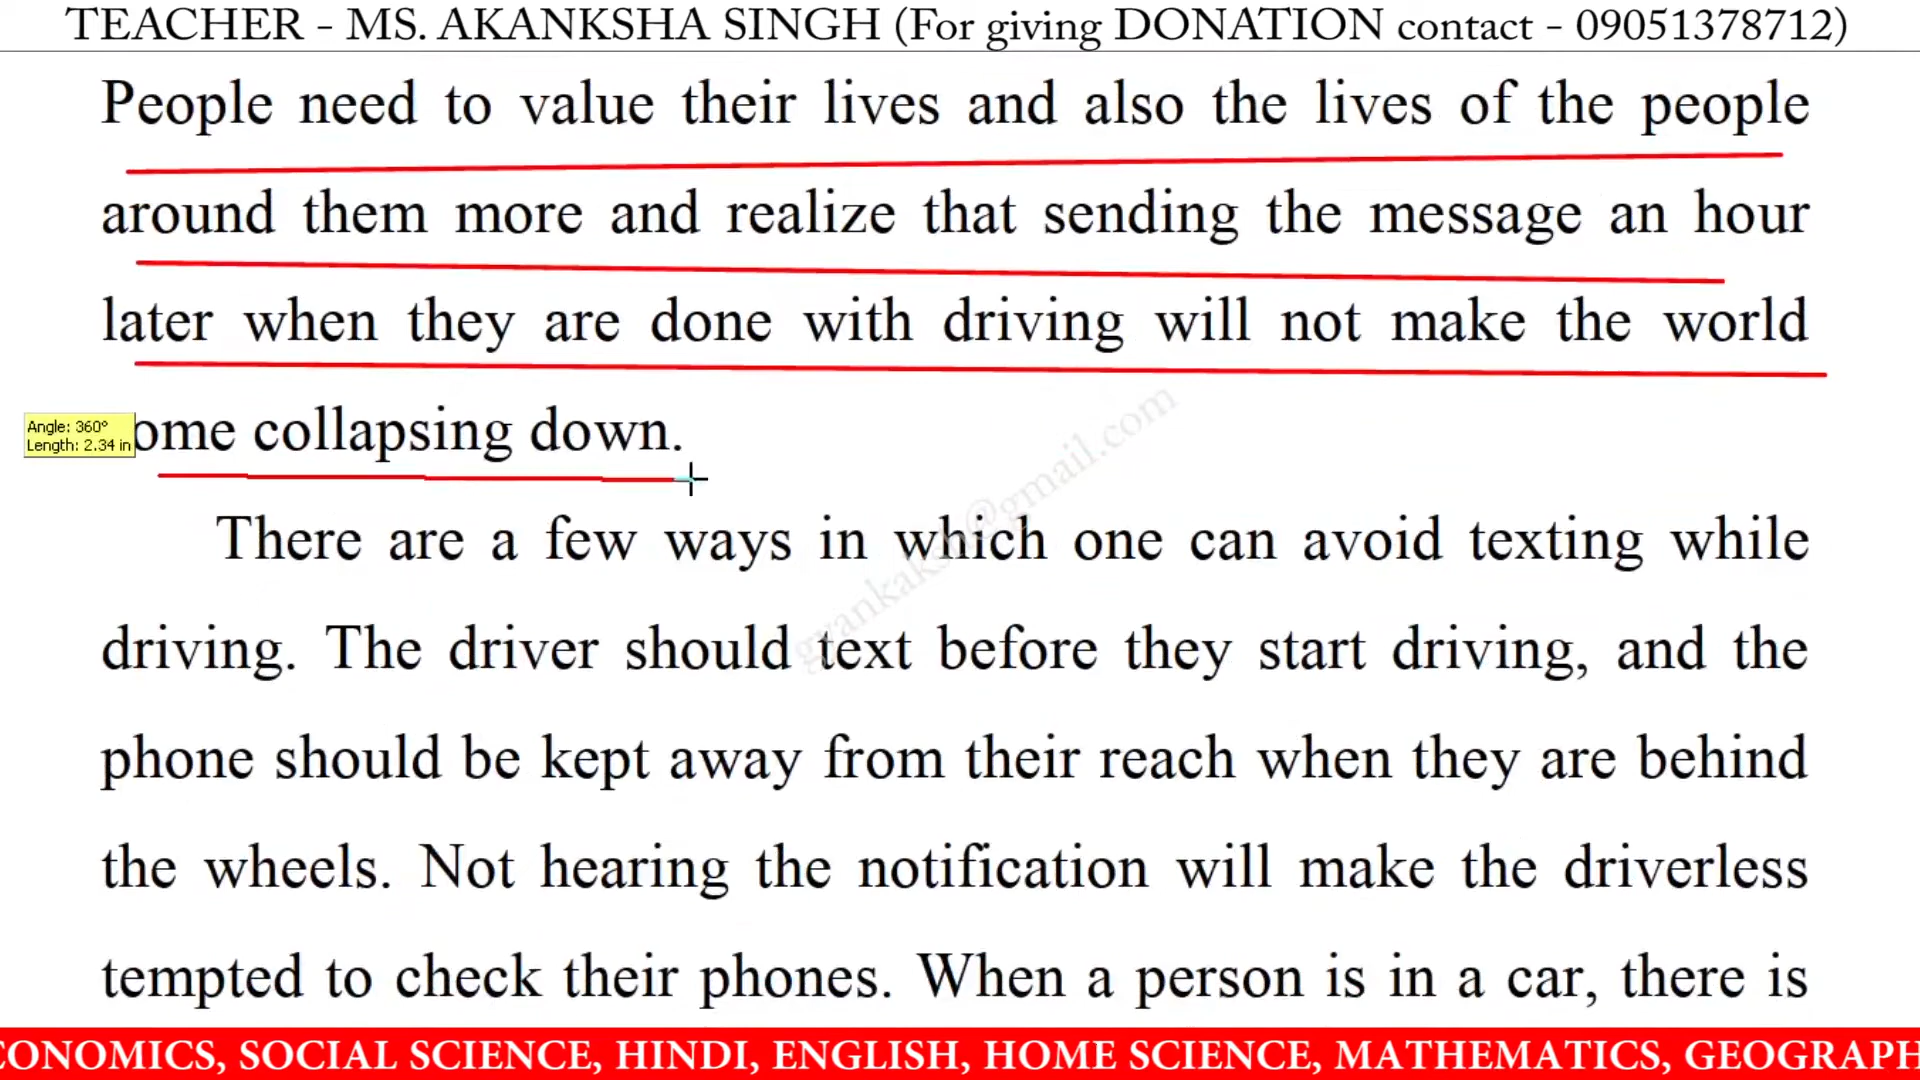 TEACHER - MS. AKANKSHA SINGH (For giving DONATION contact - 09051378712)
People need to value their lives and also the lives of the people
around them more and realize that sending the message an hour
later when they are done with driving will not make the world
Angle: 360°
Length: 2.34 in
ome collapsing down.
There are a few ways in which one can avoid texting while
driving. The driver should text before they start driving, and the
phone should be kept away from their reach when they are behind
the wheels. Not hearing the notification will make the driverless
tempted to check their phones. When a person is in a car, there is
gyankaksh@gmail.com
CONOMICS, SOCIAL SCIENCE, HINDI, ENGLISH, HOME SCIENCE, MATHEMATICS, GEOGRAPH